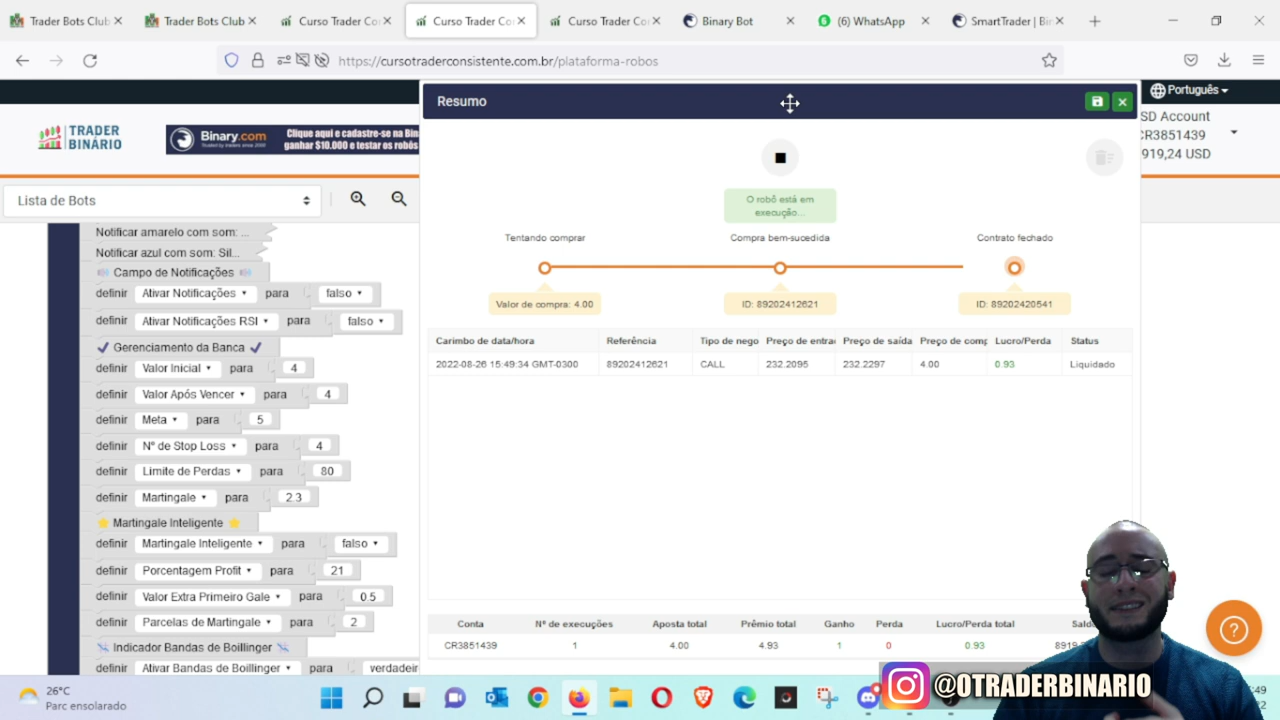 Trader Bots Club
Trader Bots Club
Curso Trader Co
Curso Trader Co
Curso Trader Co
Binary Bot
(6) WhatsApp
SmartTrader | Bin
https://cursotraderconsistente.com.br/plataforma-robos
Resumo
Português
TRADER
BINÁRIO
Binary.com
Clique aqui e cadastre-se na Bin
ganhar $10.000 e testar os robôs
SD Account
CR3851439
919,24 USD
Lista de Bots
O robô está em
execução...
Tentando comprar
Compra bem-sucedida
Contrato fechado
Valor de compra: 4.00
ID: 89202412621
ID: 89202420541
Carimbo de data/hora Referência Tipo de nego Preço de entra Preço de saída Preço de comp Lucro/Perda Status
2022-08-26 15:49:34 GMT-0300 89202412621 CALL 232.2095 232.2297 4.00 0.93 Liquidado
Notificar amarelo com som: ...
Notificar azul com som: Sil...
Campo de Notificações
definir Ativar Notificações para falso
definir Ativar Notificações RSI para falso
Gerenciamento da Banca
definir Valor Inicial para 4
definir Valor Após Vencer para 4
definir Meta para 5
definir Nº de Stop Loss para 4
definir Limite de Perdas para 80
definir Martingale para 2.3
Martingale Inteligente
definir Martingale Inteligente para falso
definir Porcentagem Profit para 21
definir Valor Extra Primeiro Gale para 0.5
definir Parcelas de Martingale para 2
Indicador Bandas de Boillinger
definir Ativar Bandas de Boillinger para verdadeir
Conta Nº de execuções Aposta total Prêmio total Ganho Perda Lucro/Perda total Sald
CR3851439 1 4.00 4.93 1 0 0.93 8919
26°C
Parc ensolarado
@OTRADERBINARIO